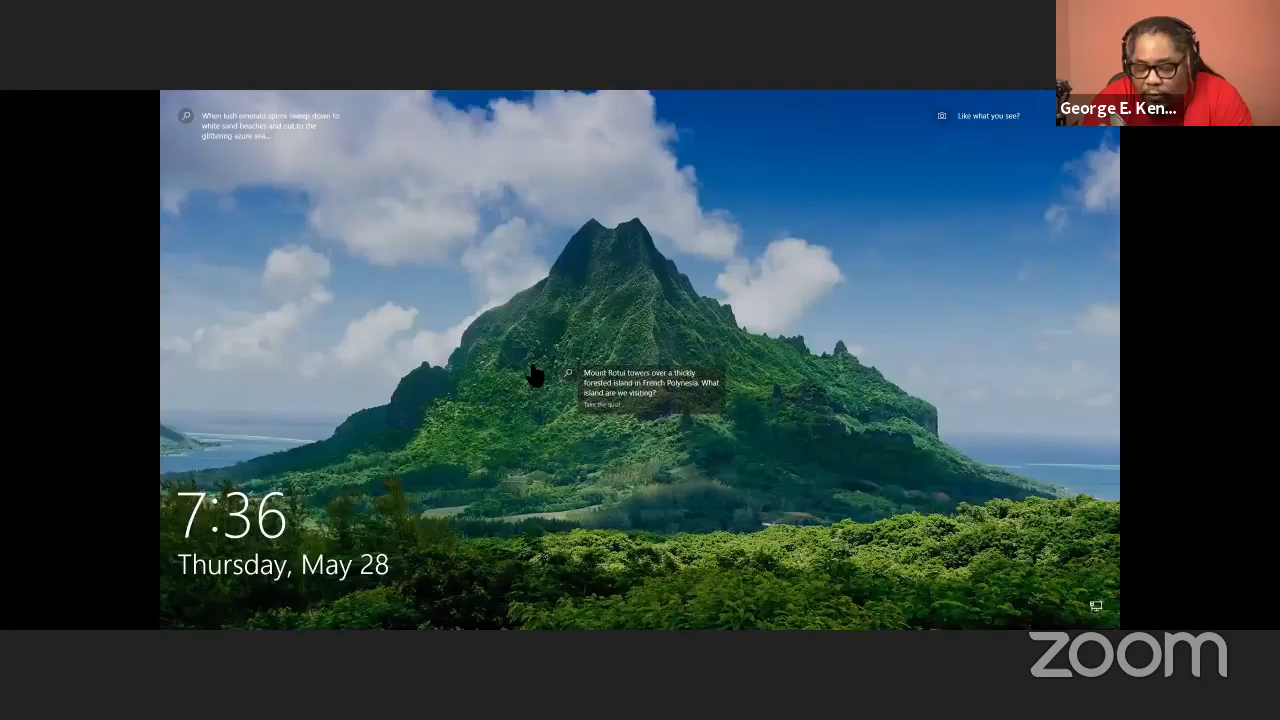 When lush emerald spires sweep down to
white sand beaches and out to the
glittering azure sea...
Like what you see?
George E. Ken...
Mount Rotui towers over a thickly
forested island in French Polynesia. What
island are we visiting?
Take the quiz
7:36
Thursday, May 28
zoom